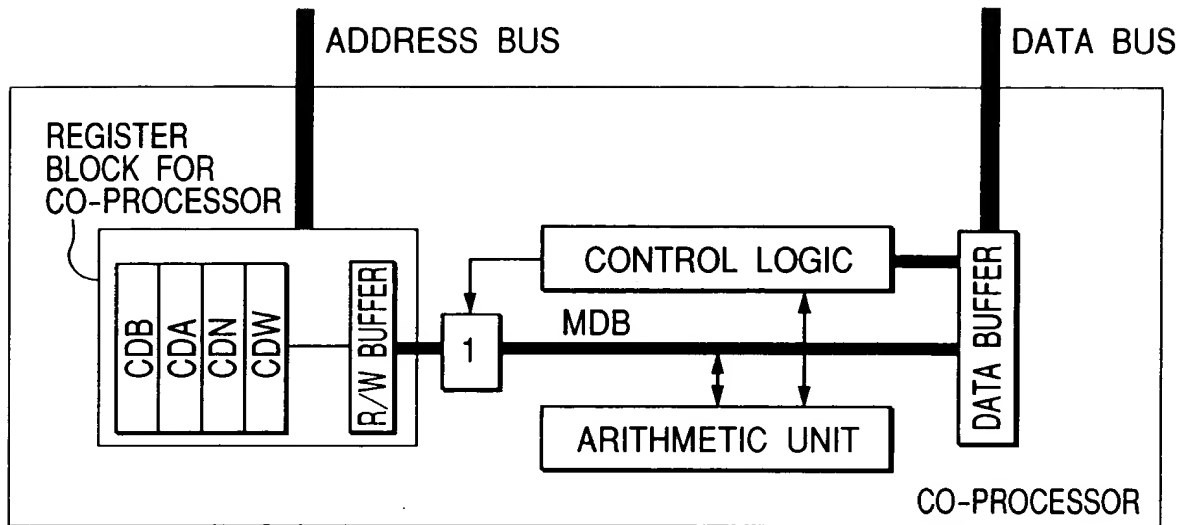 ADDRESS BUS
DATA BUS
REGISTER
BLOCK FOR
CO-PROCESSOR
CONTROL LOGIC
CDB
CDA
CDN
CDW
R/W BUFFER
1
MDB
DATA BUFFER
ARITHMETIC UNIT
CO-PROCESSOR